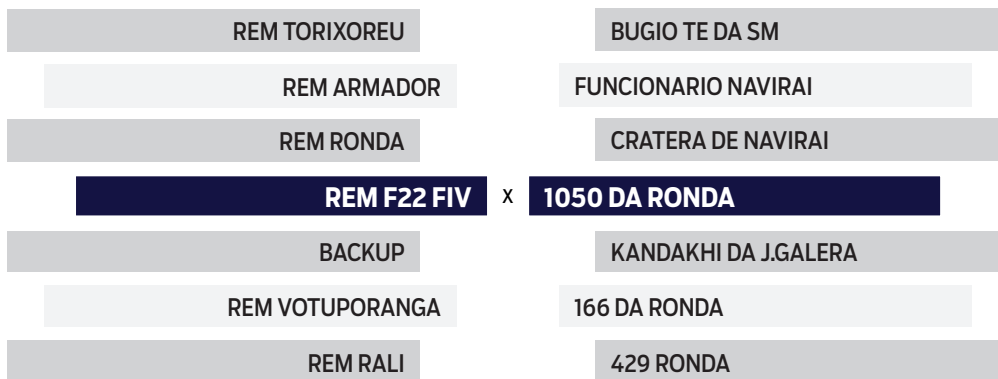 REM TORIXOREU BUGIO TE DA SM
REM ARMADOR FUNCIONARIO NAVIRAI
REM RONDA CRATERA DE NAVIRAI
REM F22 FIV X 1050 DA RONDA
BACKUP KANDAKHI DA J.GALERA
REM VOTUPORANGA 166 DA RONDA
REM RALI 429 RONDA